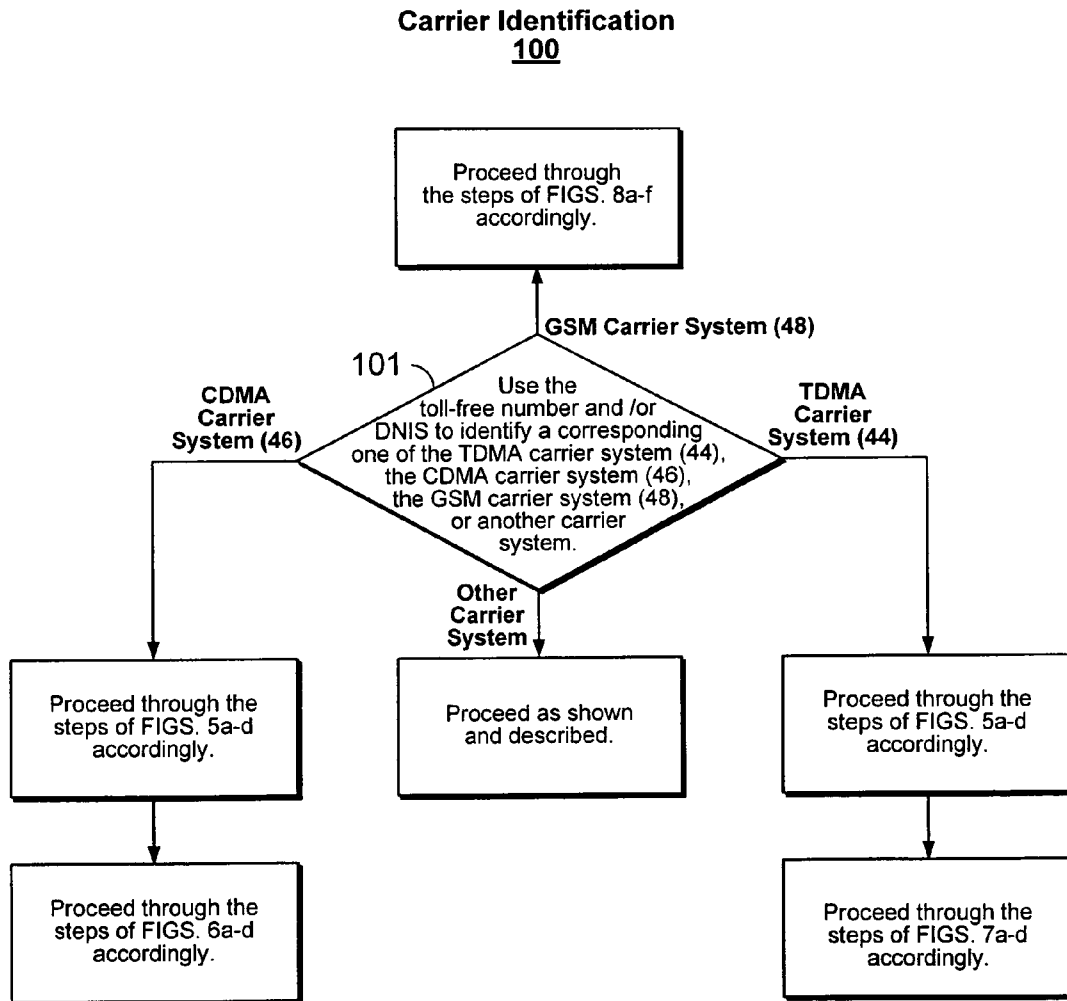 Carrier Identification
100
Proceed through
the steps of FIGS. 8a-f
accordingly.
GSM Carrier System (48)
101
CDMA
Carrier
System (46)
Use the
toll-free number and /or
DNIS to identify a corresponding
one of the TDMA carrier system (44),
the CDMA carrier system (46),
the GSM carrier system (48),
or another carrier
system.
TDMA
Carrier
System (44)
Other
Carrier
System
Proceed through the
steps of FIGS. 5a-d
accordingly.
Proceed as shown
and described.
Proceed through the
steps of FIGS. 5a-d
accordingly.
Proceed through the
steps of FIGS. 6a-d
accordingly.
Proceed through the
steps of FIGS. 7a-d
accordingly.